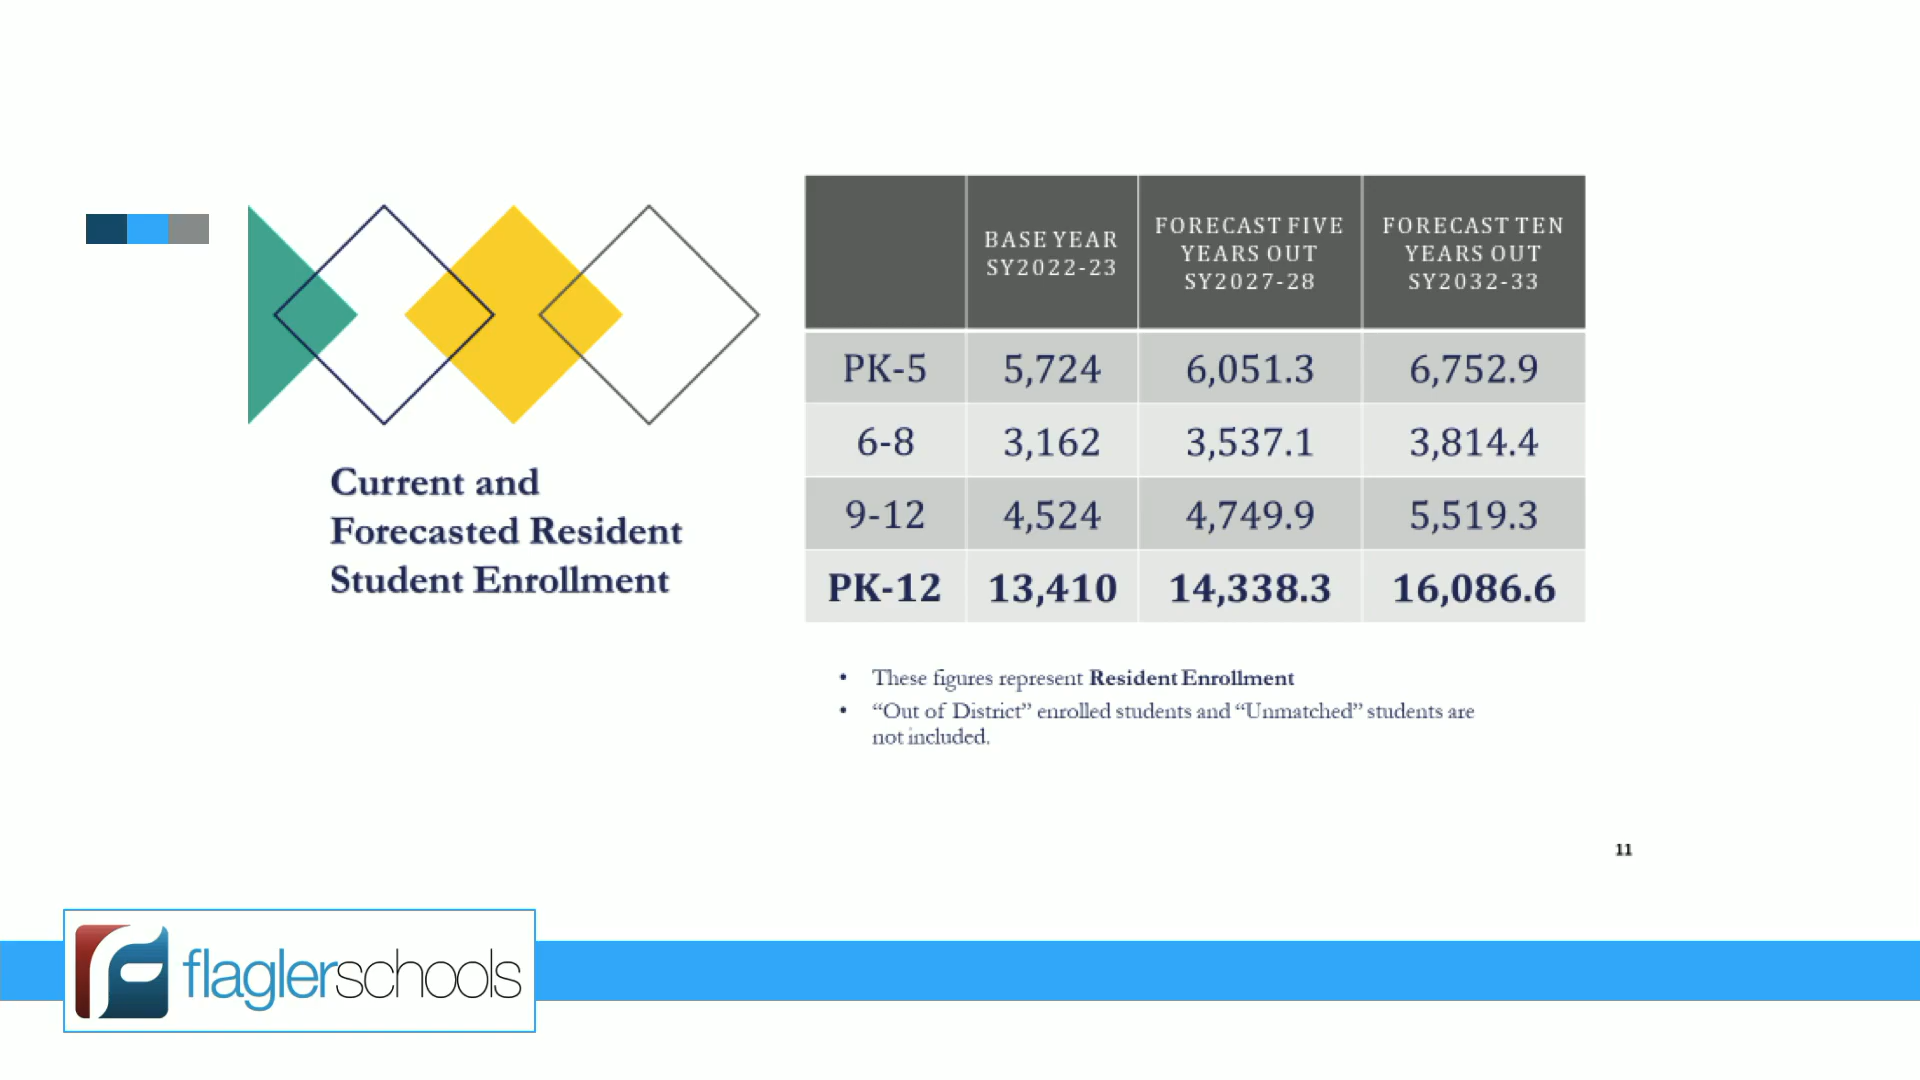 Current and
Forecasted Resident
Student Enrollment
BASE YEAR
SY2022-23
FORECAST FIVE
YEARS OUT
SY2027-28
FORECAST TEN
YEARS OUT
SY2032-33
PK-5 5,724 6,051.3 6,752.9
6-8 3,162 3,537.1 3,814.4
9-12 4,524 4,749.9 5,519.3
PK-12 13,410 14,338.3 16,086.6
• These figures represent Resident Enrollment
• “Out of District” enrolled students and “Unmatched” students are
not included.
11
flaglerschools